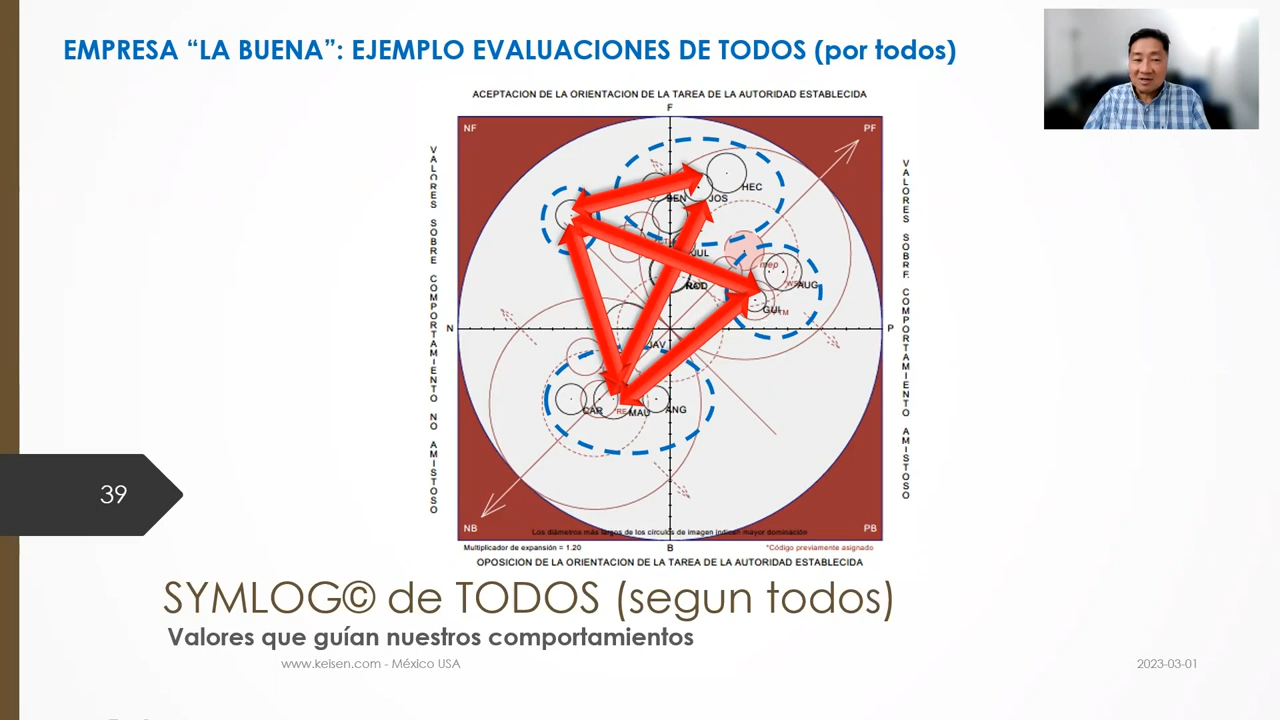 EMPRESA “LA BUENA”: EJEMPLO EVALUACIONES DE TODOS (por todos)
ACEPTACION DE LA ORIENTACION DE LA TAREA DE LA AUTORIDAD ESTABLECIDA
F
NF
PF
VALORES SOBRE COMPORTAMIENTO NO AMISTOSO
VALORES SOBRE COMPORTAMIENTO AMISTOSO
HEC
BEN
JOS
JUL
mep
ROD
AUG
GUI
N
P
JAV
CAR
MAU
ANG
NB
PB
Los diámetros más largos de los círculos de imagen indican mayor dominación
Multiplicador de expansión = 1.20
B
*Código previamente asignado
OPOSICION DE LA ORIENTACION DE LA TAREA DE LA AUTORIDAD ESTABLECIDA
39
SYMLOG© de TODOS (segun todos)
Valores que guían nuestros comportamientos
www.keisen.com - México USA
2023-03-01